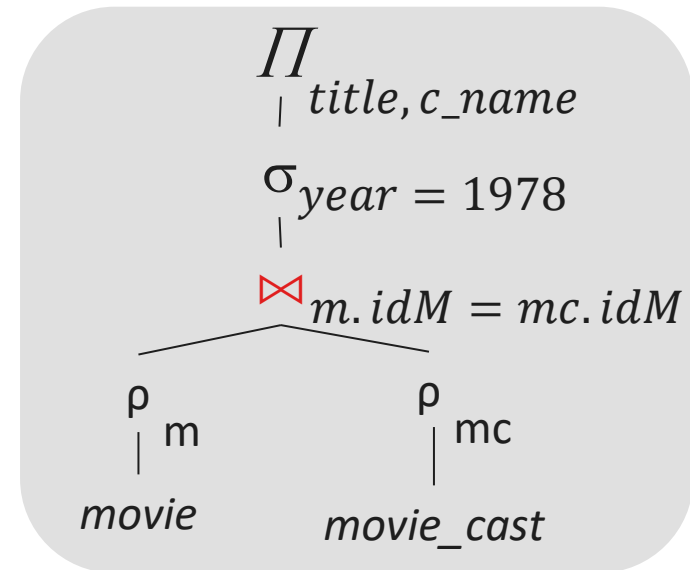 Π title, c_name
σ year = 1978
⋈ m. idM = mc. idM
ρ m ρ mc
movie movie_cast